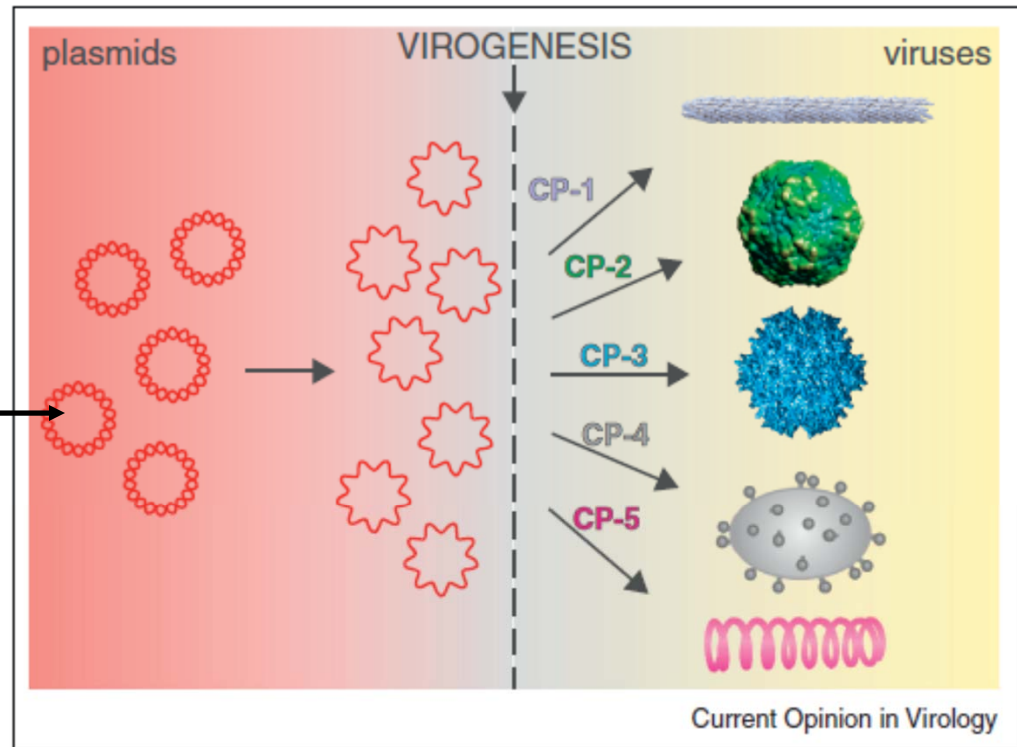 plasmids
VIROGENESIS
viruses
CP-1
CP-2
CP-3
CP-4
CP-5
Current Opinion in Virology